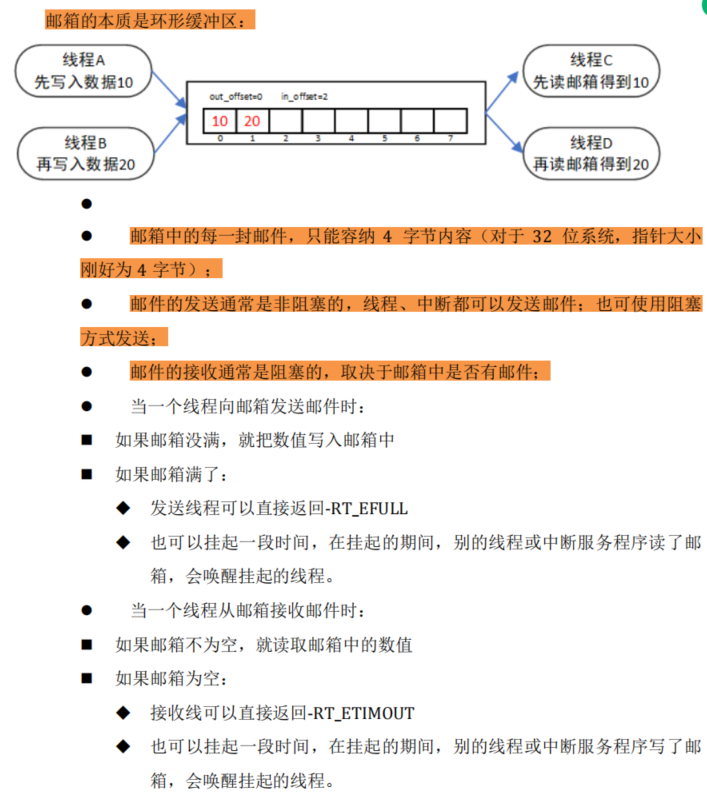 邮箱的本质是环形缓冲区：
线程A
先写入数据10
线程B
再写入数据20
out_offset=0 in_offset=2
10 20
0 1 2 3 4 5 6 7
线程C
先读邮箱得到10
线程D
再读邮箱得到20
●
● 邮箱中的每一封邮件，只能容纳 4 字节内容（对于 32 位系统，指针大小
刚好为 4 字节）；
● 邮件的发送通常是非阻塞的，线程、中断都可以发送邮件；也可使用阻塞
方式发送；
● 邮件的接收通常是阻塞的，取决于邮箱中是否有邮件；
● 当一个线程向邮箱发送邮件时：
■ 如果邮箱没满，就把数值写入邮箱中
■ 如果邮箱满了：
◆ 发送线程可以直接返回-RT_EFULL
◆ 也可以挂起一段时间，在挂起的期间，别的线程或中断服务程序读了邮
箱，会唤醒挂起的线程。
● 当一个线程从邮箱接收邮件时：
■ 如果邮箱不为空，就读取邮箱中的数值
■ 如果邮箱为空：
◆ 接收线可以直接返回-RT_ETIMOUT
◆ 也可以挂起一段时间，在挂起的期间，别的线程或中断服务程序写了邮
箱，会唤醒挂起的线程。